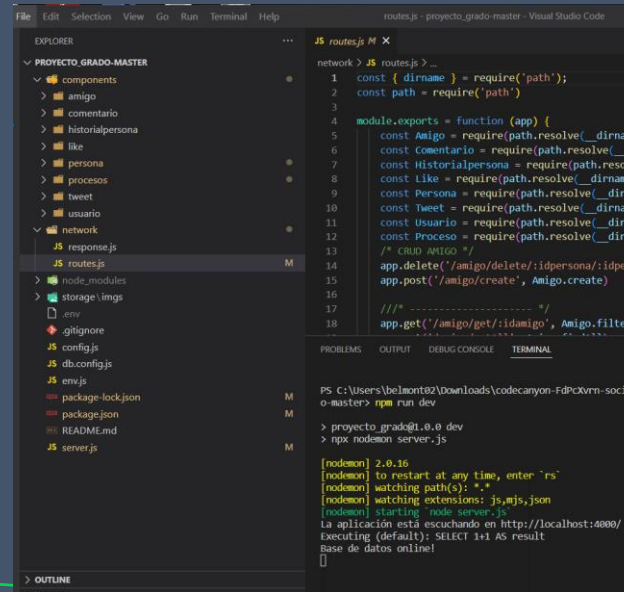 File Edit Selection View Go Run Terminal Help
routes.js - proyecto_grado-master - Visual Studio Code
EXPLORER ...
PROYECTO_GRADO-MASTER
components
amigo
comentario
historialpersona
like
persona
procesos
tweet
usuario
network
JS response.js
JS routes.js M
node_modules
storage \ imgs
.env
.gitignore
JS config.js
JS db.config.js
JS env.js
package-lock.json M
package.json M
README.md
JS server.js M
> OUTLINE
JS routes.js M X
network > JS routes.js > ...
1 const { dirname } = require('path');
2 const path = require('path')
3
4 module.exports = function (app) {
5 const Amigo = require(path.resolve(__dirna
6 const Comentario = require(path.resolve(__
7 const Historialpersona = require(path.reso
8 const Like = require(path.resolve(__dirnam
9 const Persona = require(path.resolve(__dir
10 const Tweet = require(path.resolve(__dirna
11 const Usuario = require(path.resolve(__dir
12 const Proceso = require(path.resolve(__dir
13 /* CRUD AMIGO */
14 app.delete('/amigo/delete/:idpersona/:idpe
15 app.post('/amigo/create', Amigo.create)
16
17 ///* --------------------- */
18 app.get('/amigo/get/:idamigo', Amigo.filte
PROBLEMS OUTPUT DEBUG CONSOLE TERMINAL
PS C:\Users\belmont02\Downloads\codecanyon-FdPcXvrn-soci
o-master> npm run dev
> proyecto_grado@1.0.0 dev
> npx nodemon server.js
[nodemon] 2.0.16
[nodemon] to restart at any time, enter `rs`
[nodemon] watching path(s): *.*
[nodemon] watching extensions: js,mjs,json
[nodemon] starting `node server.js`
La aplicación está escuchando en http://localhost:4000/
Executing (default): SELECT 1+1 AS result
Base de datos online!